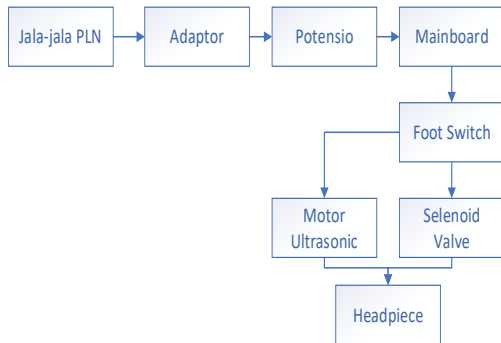 Jala-jala PLN
Adaptor
Potensio
Mainboard
Foot Switch
Motor
Ultrasonic
Selenoid
Valve
Headpiece